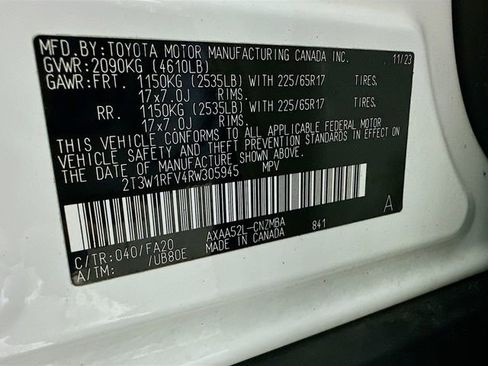 MFD.BY:TOYOTA MOTOR MANUFACTURING CANADA INC. 11/23
GVWR:2090KG (4610LB)
GAWR:FRT. 1150KG (2535LB) WITH 225/65R17 TIRES,
17x7.0J RIMS.
RR. 1150KG (2535LB) WITH 225/65R17 TIRES,
17x7.0J RIMS.
THIS VEHICLE CONFORMS TO ALL APPLICABLE FEDERAL MOTOR
VEHICLE SAFETY AND THEFT PREVENTION STANDARDS IN EFFECT ON
THE DATE OF MANUFACTURE SHOWN ABOVE.
2T3W1RFV4RW305945 MPV
C/TR:040/FA20 AXAA52L-CNZMBA 841 A
A/TM: /UB80E MADE IN CANADA